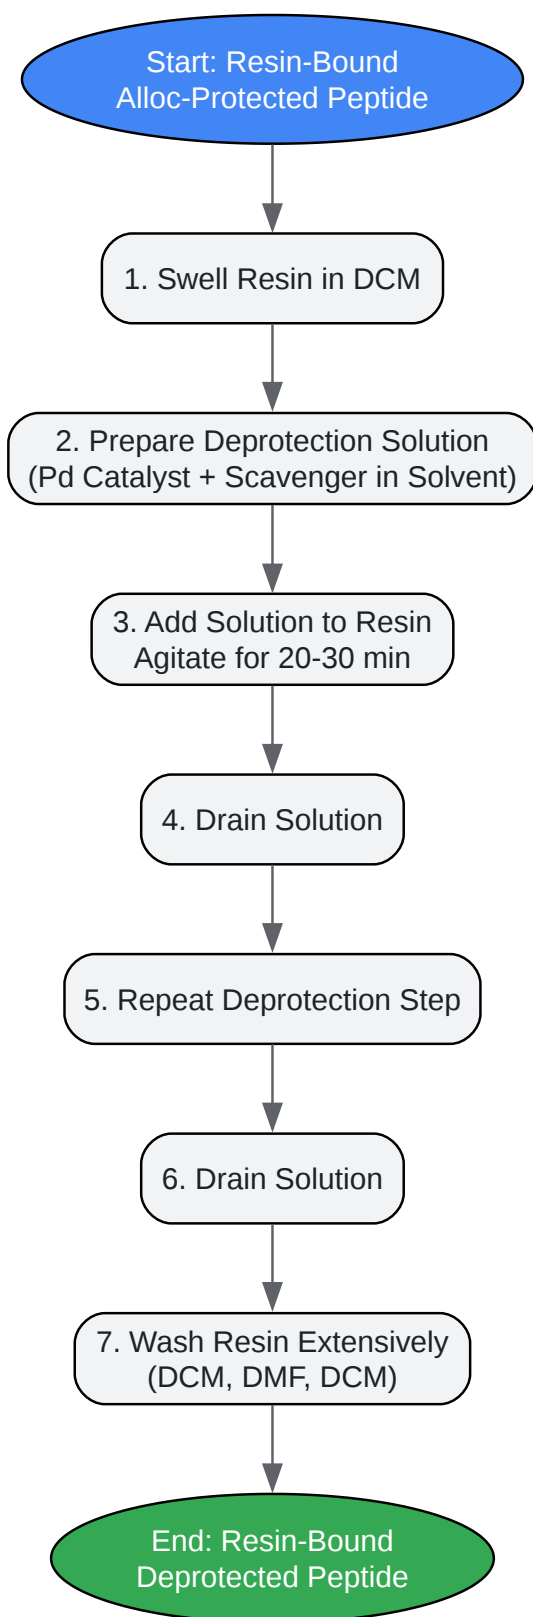 Start: Resin-Bound
Alloc-Protected Peptide
1. Swell Resin in DCM
2. Prepare Deprotection Solution
(Pd Catalyst + Scavenger in Solvent)
3. Add Solution to Resin
Agitate for 20-30 min
4. Drain Solution
5. Repeat Deprotection Step
6. Drain Solution
7. Wash Resin Extensively
(DCM, DMF, DCM)
End: Resin-Bound
Deprotected Peptide